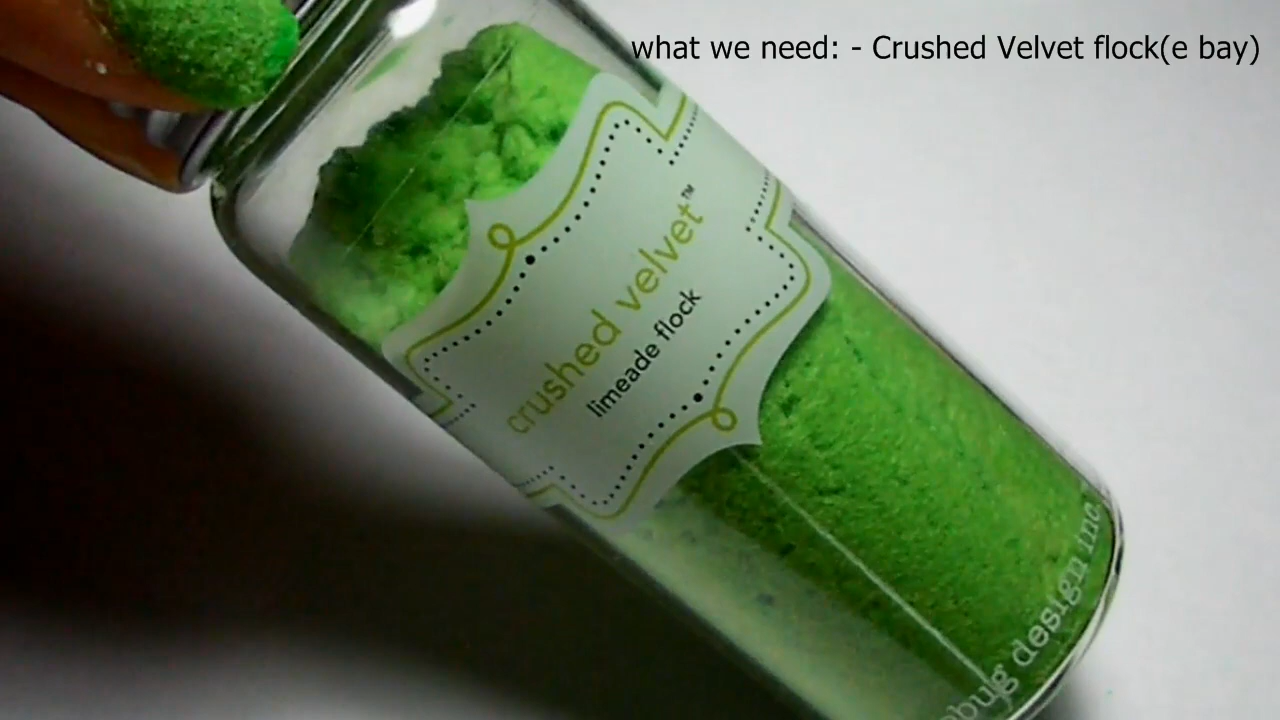 what we need: - Crushed Velvet flock(e bay)
crushed velvet™
limeade flock
design inc